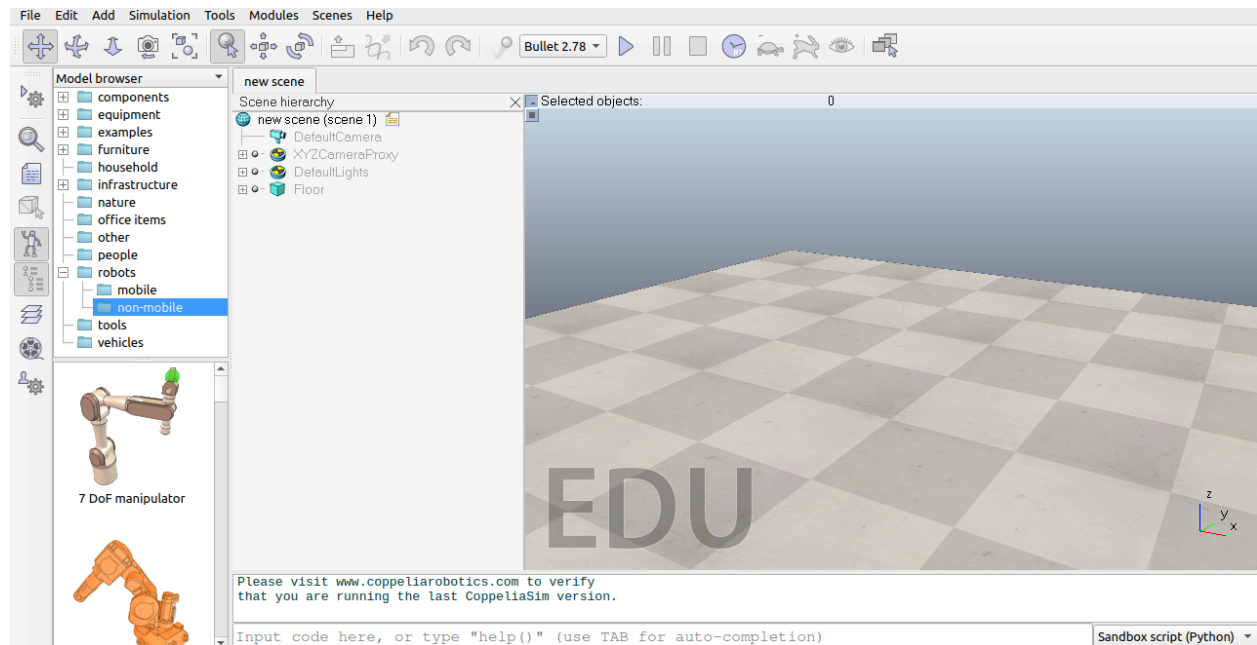 File Edit Add Simulation Tools Modules Scenes Help
Bullet 2.78
Model browser
components
equipment
examples
furniture
household
infrastructure
nature
office items
other
people
robots
mobile
non-mobile
tools
vehicles
7 DoF manipulator
new scene
Scene hierarchy
new scene (scene 1)
DefaultCamera
XYZCameraProxy
DefaultLights
Floor
Selected objects: 0
EDU
z
y
x
Please visit www.coppeliarobotics.com to verify
that you are running the last CoppeliaSim version.
Input code here, or type "help()" (use TAB for auto-completion)
Sandbox script (Python)